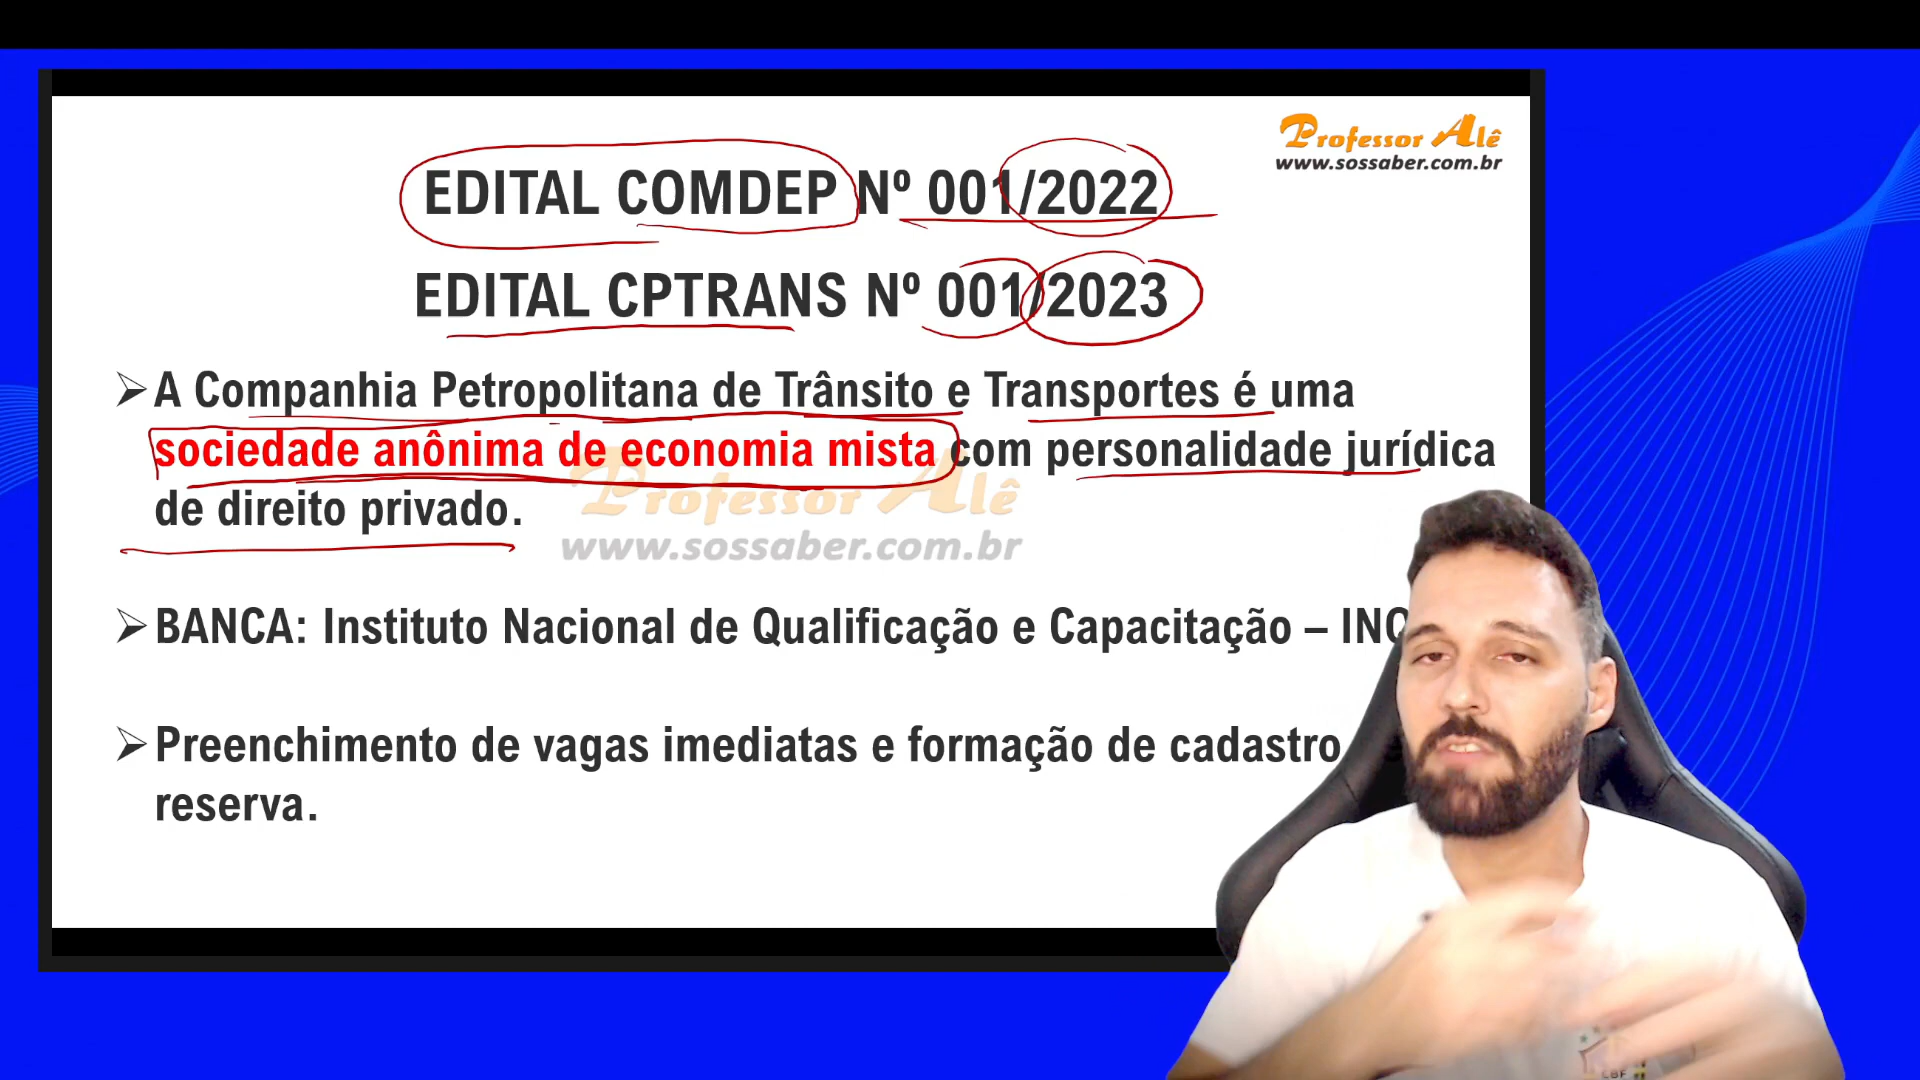 Professor Alê
www.sossaber.com.br
EDITAL COMDEP Nº 001/2022
EDITAL CPTRANS Nº 001/2023
A Companhia Petropolitana de Trânsito e Transportes é uma
sociedade anônima de economia mista com personalidade jurídica
de direito privado.
Professor Alê
www.sossaber.com.br
BANCA: Instituto Nacional de Qualificação e Capacitação –
Preenchimento de vagas imediatas e formação de cadastro
reserva.